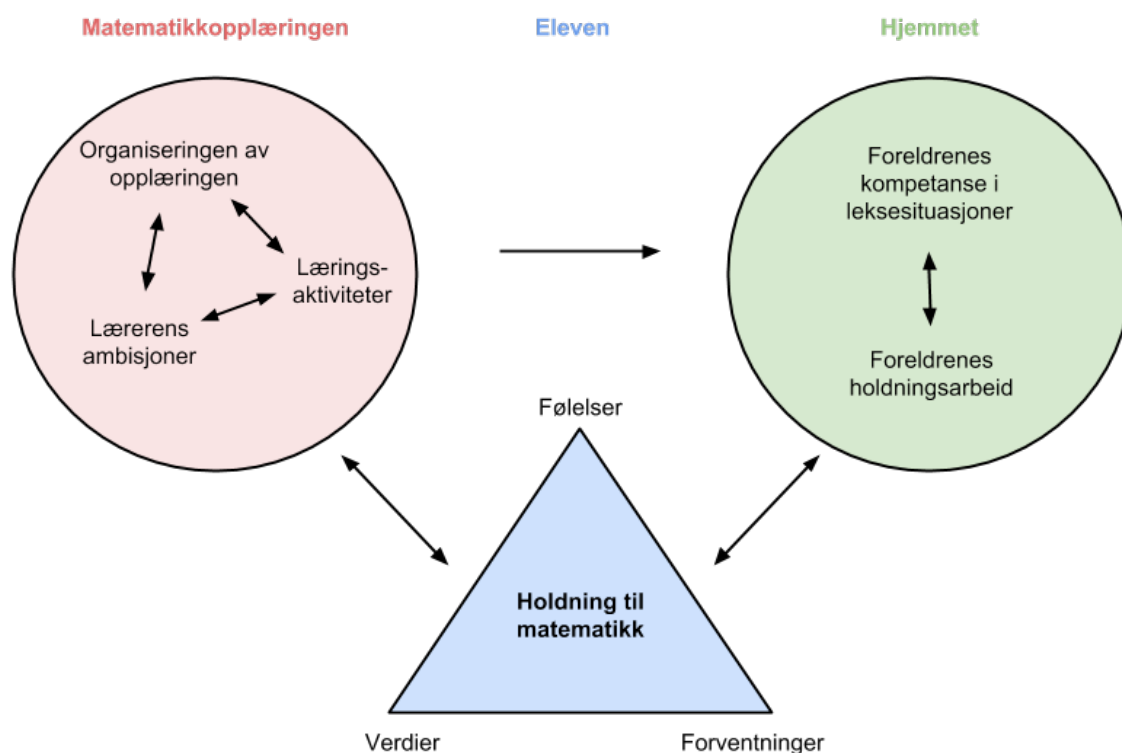 Matematikkopplæringen
Eleven
Hjemmet
Organiseringen av
opplæringen
Lærings-
aktiviteter
Lærerens
ambisjoner
Foreldrenes
kompetanse i
leksesituasjoner
Foreldrenes
holdningsarbeid
Følelser
Holdning til
matematikk
Verdier
Forventninger